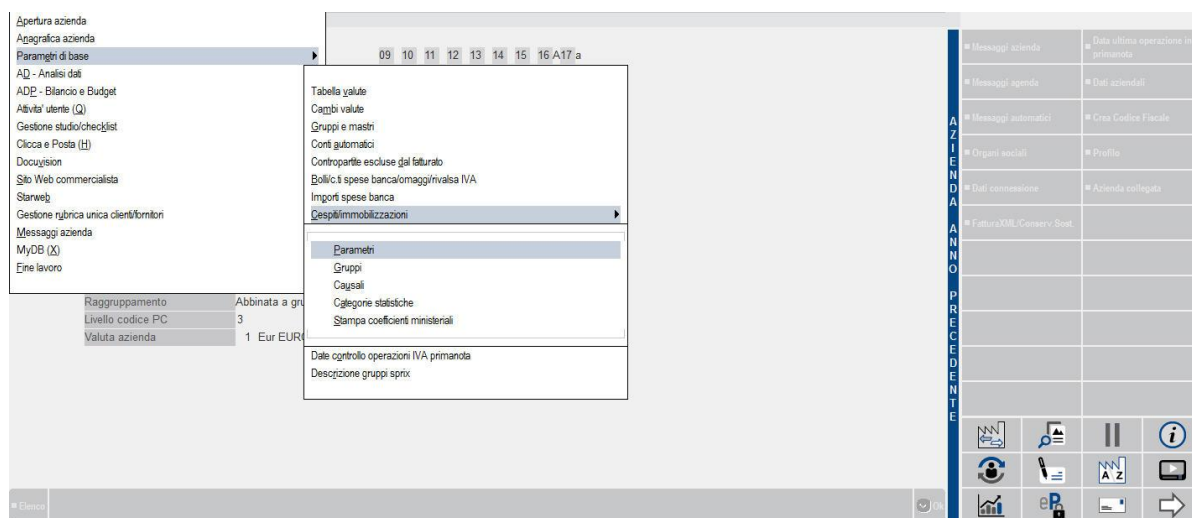 Apertura azienda
Anagrafica azienda
Parametri di base
AD - Analisi dati
ADP - Bilancio e Budget
Attivita' utente (Q)
Gestione studio/checklist
Clicca e Posta (H)
Docuvision
Sito Web commercialista
Starweb
Gestione rubrica unica clienti/fornitori
Messaggi azienda
MyDB (X)
Fine lavoro
09 10 11 12 13 14 15 16 A17 a
Tabella valute
Cambi valute
Gruppi e mastri
Conti automatici
Contropartite escluse dal fatturato
Bolli/c.ti spese banca/omaggi/rivalsa IVA
Importi spese banca
Cespiti/immobilizzazioni
Parametri
Gruppi
Causali
Categorie statistiche
Stampa coefficienti ministeriali
Date controllo operazioni IVA primanota
Descrizione gruppi sprix
Raggruppamento Abbinata a gru
Livello codice PC 3
Valuta azienda 1 Eur EUR
Elenco
Ok
AZIENDA ANNO PRECEDENTE
Messaggi azienda
Data ultima operazione in primanota
Messaggi agenda
Dati aziendali
Messaggi automatici
Crea Codice Fiscale
Organi sociali
Profilo
Dati connessione
Azienda collegata
FatturaXML/Conserv Sost.
i
A Z
eP